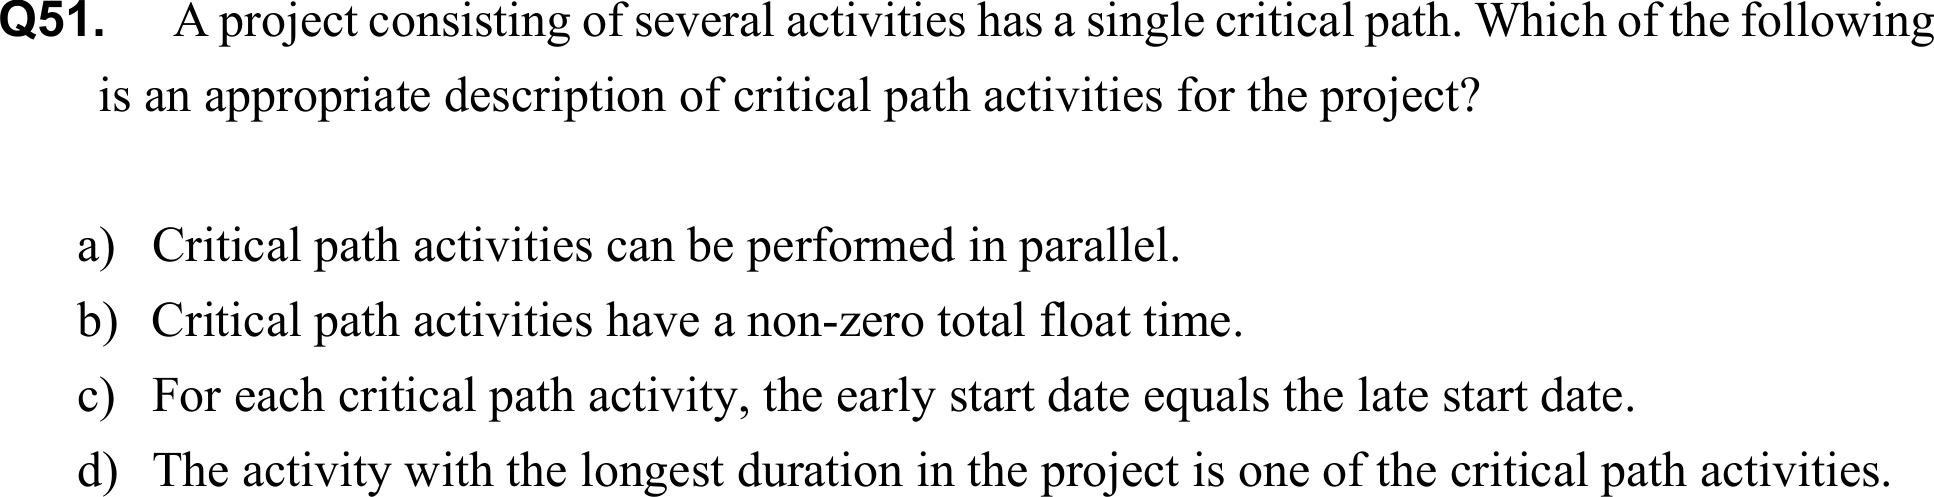 Q51. A project consisting of several activities has a single critical path. Which of the following
is an appropriate description of critical path activities for the project?
a) Critical path activities can be performed in parallel.
b) Critical path activities have a non-zero total float time.
c) For each critical path activity, the early start date equals the late start date.
d) The activity with the longest duration in the project is one of the critical path activities.